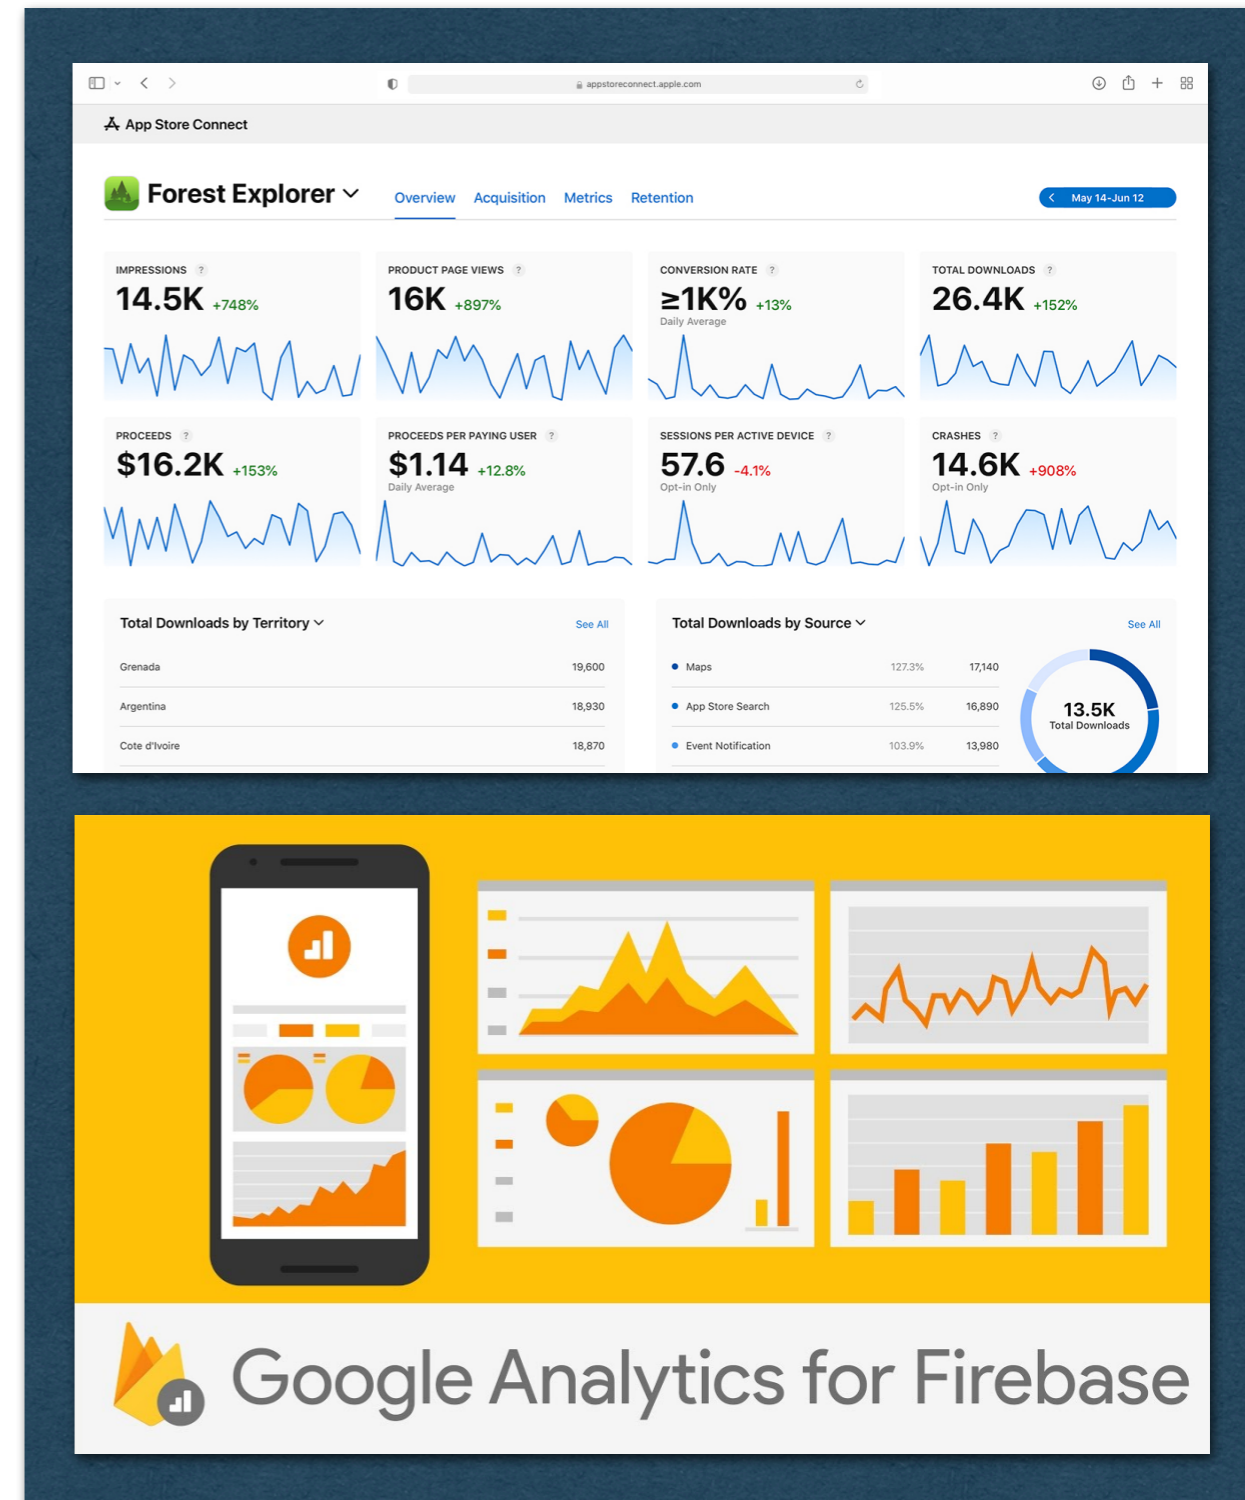 appstoreconnect.apple.com
App Store Connect
Forest Explorer
Overview Acquisition Metrics Retention
May 14-Jun 12
IMPRESSIONS ?
14.5K +748%
PRODUCT PAGE VIEWS ?
16K +897%
CONVERSION RATE ?
≥1K% +13%
Daily Average
TOTAL DOWNLOADS ?
26.4K +152%
PROCEEDS ?
$16.2K +153%
PROCEEDS PER PAYING USER ?
$1.14 +12.8%
Daily Average
SESSIONS PER ACTIVE DEVICE ?
57.6 -4.1%
Opt-in Only
CRASHES ?
14.6K +908%
Opt-in Only
Total Downloads by Territory See All
Grenada 19,600
Argentina 18,930
Cote d'Ivoire 18,870
Total Downloads by Source See All
Maps 127.3% 17,140
App Store Search 125.5% 16,890
Event Notification 103.9% 13,980
13.5K
Total Downloads
Google Analytics for Firebase